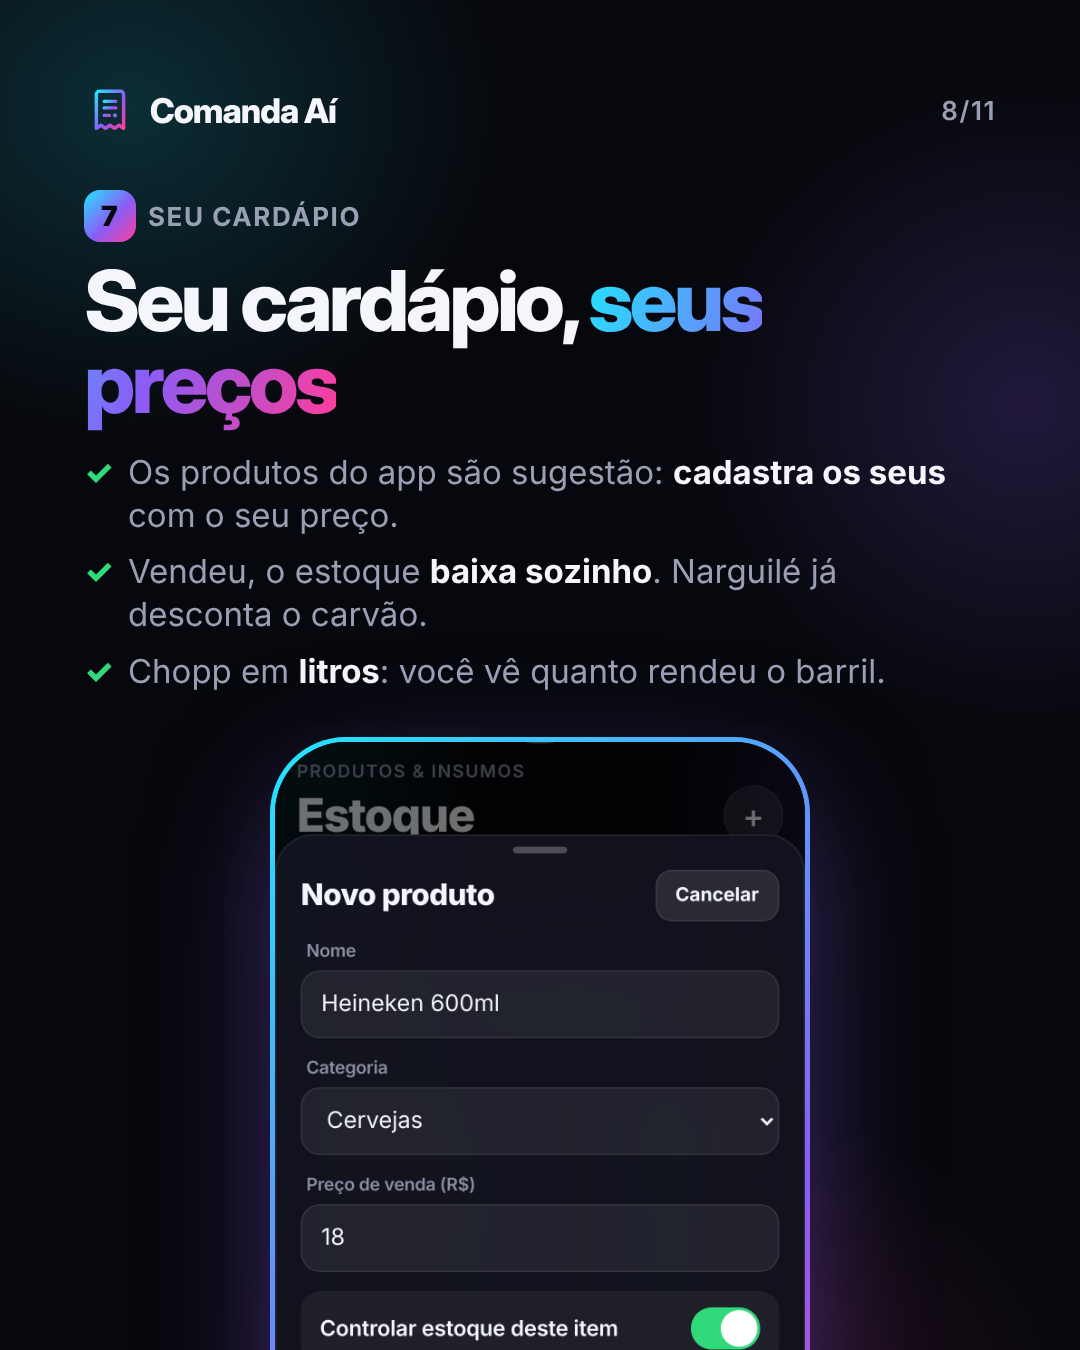 Comanda Aí
8/11
7 SEU CARDÁPIO
Seu cardápio, seus
preços
Os produtos do app são sugestão: cadastra os seus
com o seu preço.
Vendeu, o estoque baixa sozinho. Narguilé já
desconta o carvão.
Chopp em litros: você vê quanto rendeu o barril.
PRODUTOS & INSUMOS
Estoque
+
Novo produto
Cancelar
Nome
Heineken 600ml
Categoria
Cervejas
Preço de venda (R$)
18
Controlar estoque deste item